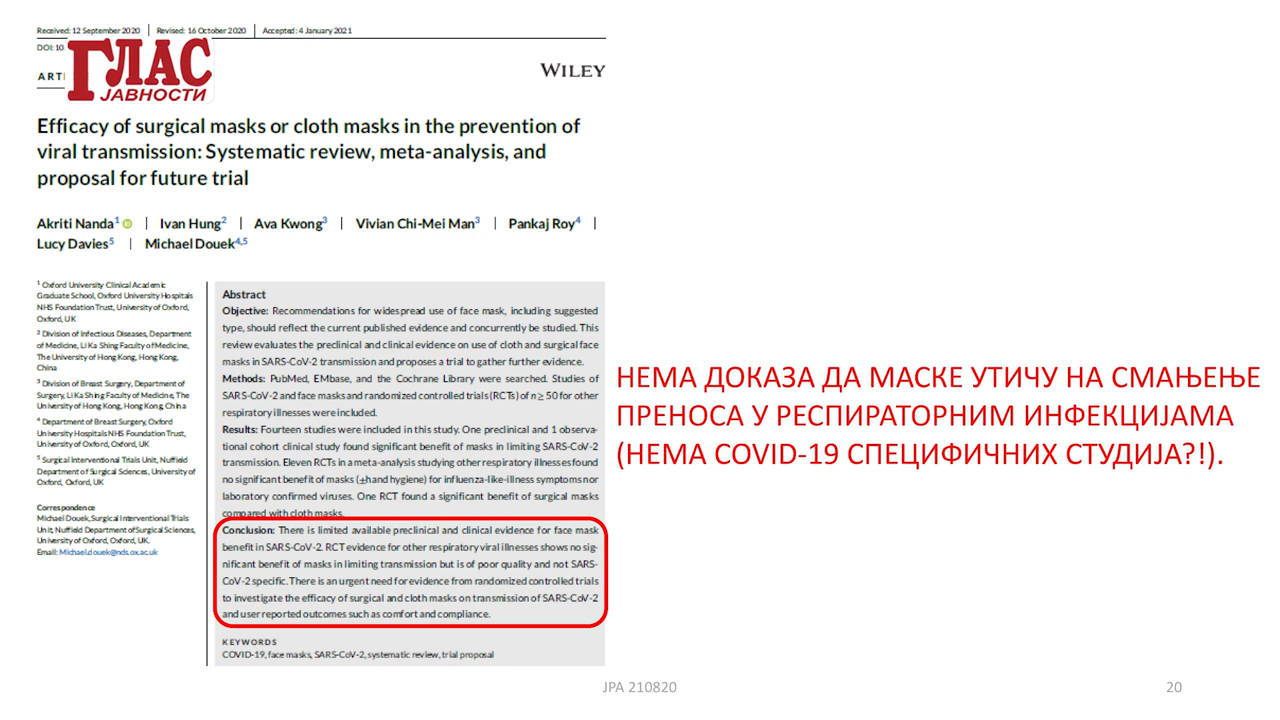 Received: 12 September 2020 | Revised: 16 October 2020 | Accepted: 4 January 2021
DOI: 10.
ГЛАС
ЈАВНОСТИ
ARTI
WILEY
Efficacy of surgical masks or cloth masks in the prevention of
viral transmission: Systematic review, meta-analysis, and
proposal for future trial
Akriti Nanda1 | Ivan Hung2 | Ava Kwong3 | Vivian Chi-Mei Man3 | Pankaj Roy4 |
Lucy Davies5 | Michael Douek4,5
1 Oxford University Clinical Academic
Graduate School, Oxford University Hospitals
NHS Foundation Trust, University of Oxford,
Oxford, UK
2 Division of Infectious Diseases, Department
of Medicine, Li Ka Shing Faculty of Medicine,
The University of Hong Kong, Hong Kong,
China
3 Division of Breast Surgery, Department of
Surgery, Li Ka Shing Faculty of Medicine, The
University of Hong Kong, Hong Kong, China
4 Department of Breast Surgery, Oxford
University Hospitals NHS Foundation Trust,
University of Oxford, Oxford, UK
5 Surgical Interventional Trials Unit, Nuffield
Department of Surgical Sciences, University of
Oxford, Oxford, UK
Correspondence
Michael Douek, Surgical Interventional Trials
Unit, Nuffield Department of Surgical Sciences,
University of Oxford, Oxford, UK.
Email: Michael.douek@nds.ox.ac.uk
Abstract
Objective: Recommendations for widespread use of face mask, including suggested
type, should reflect the current published evidence and concurrently be studied. This
review evaluates the preclinical and clinical evidence on use of cloth and surgical face
masks in SARS-CoV-2 transmission and proposes a trial to gather further evidence.
Methods: PubMed, EMbase, and the Cochrane Library were searched. Studies of
SARS-CoV-2 and face masks and randomized controlled trials (RCTs) of n ≥ 50 for other
respiratory illnesses were included.
Results: Fourteen studies were included in this study. One preclinical and 1 observa-
tional cohort clinical study found significant benefit of masks in limiting SARS-CoV-2
transmission. Eleven RCTs in a meta-analysis studying other respiratory illnesses found
no significant benefit of masks (±hand hygiene) for influenza-like-illness symptoms nor
laboratory confirmed viruses. One RCT found a significant benefit of surgical masks
compared with cloth masks.
Conclusion: There is limited available preclinical and clinical evidence for face mask
benefit in SARS-CoV-2. RCT evidence for other respiratory viral illnesses shows no sig-
nificant benefit of masks in limiting transmission but is of poor quality and not SARS-
CoV-2 specific. There is an urgent need for evidence from randomized controlled trials
to investigate the efficacy of surgical and cloth masks on transmission of SARS-CoV-2
and user reported outcomes such as comfort and compliance.
KEYWORDS
COVID-19, face masks, SARS-CoV-2, systematic review, trial proposal
НЕМА ДОКАЗА ДА МАСКЕ УТИЧУ НА СМАЊЕЊЕ
ПРЕНОСА У РЕСПИРАТОРНИМ ИНФЕКЦИЈАМА
(НЕМА COVID-19 СПЕЦИФИЧНИХ СТУДИЈА?!).
JPA 210820
20